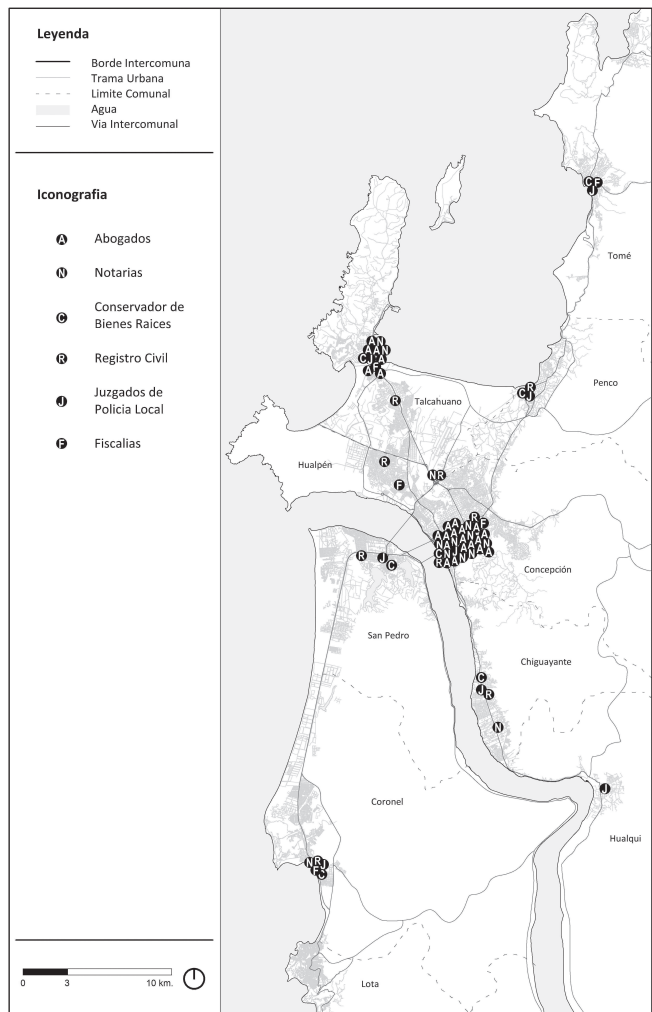 Leyenda
Borde Intercomuna
Trama Urbana
Limite Comunal
Agua
Via Intercomunal
Iconografia
A Abogados
N Notarias
C Conservador de
Bienes Raices
R Registro Civil
J Juzgados de
Policia Local
F Fiscalias
0 3 10 km.
C F
J
Tomé
A N
A A N
C J A
F
A A
R
C J
Penco
R
Talcahuano
Hualpén
R
N R
F
Concepción
R
J
C
San Pedro
Chiguayante
C
J R
N
J
Coronel
Hualqui
N R J
F C
Lota